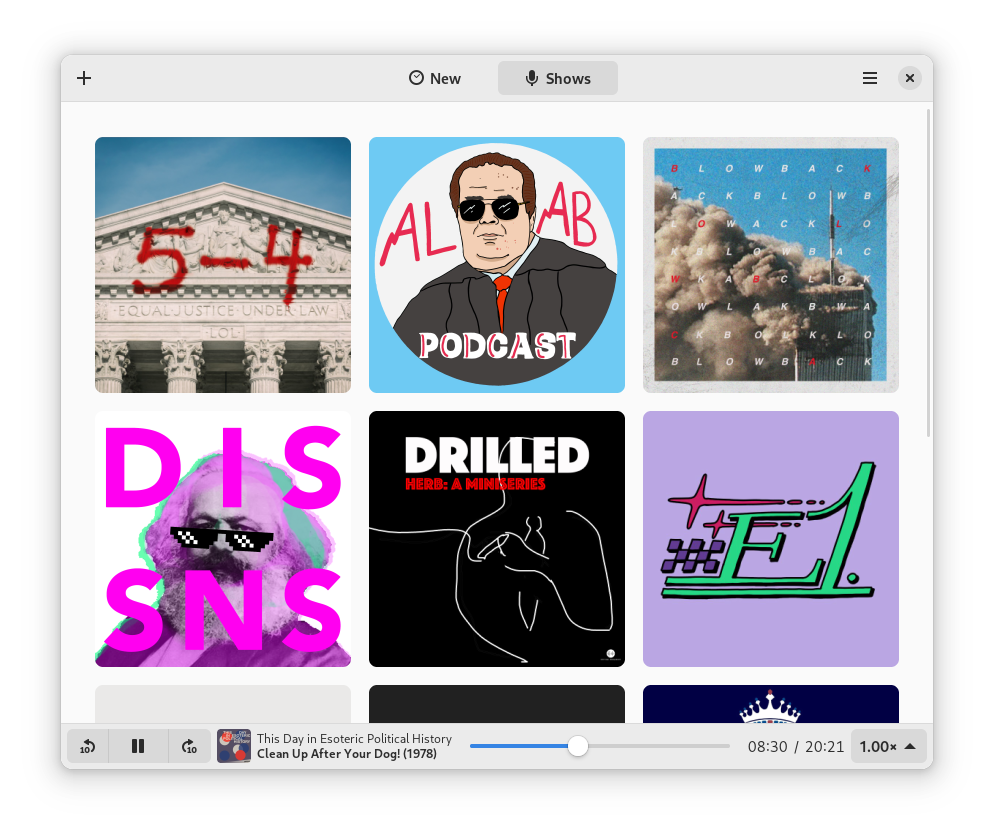 New
Shows
5-4
EQUAL·JUSTICE·UNDER·LAW·
·LOL·
AL AB
PODCAST
B L O W B A C K
A C K B L O W B
O W A C K L O
K B L O W B A C
W K A B C L O K
O W L A K B W A
C K B O L K L O
B L O W B A C K
DIS
SNS
DRILLED
HERB: A MINISERIES
E1.
10
10
This Day in Esoteric Political History
Clean Up After Your Dog! (1978)
08:30 / 20:21
1.00×